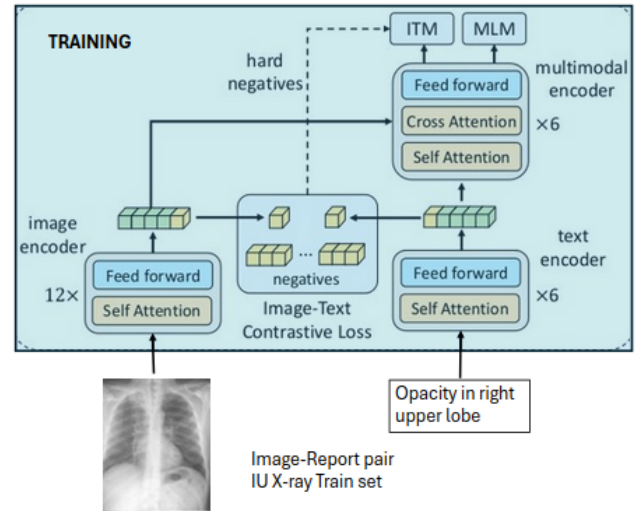 TRAINING
ITM
MLM
hard
negatives
Feed forward
Cross Attention
Self Attention
multimodal
encoder
×6
image
encoder
12×
Feed forward
Self Attention
negatives
...
Image-Text
Contrastive Loss
text
encoder
Feed forward
Self Attention
×6
Opacity in right
upper lobe
Image-Report pair
IU X-ray Train set